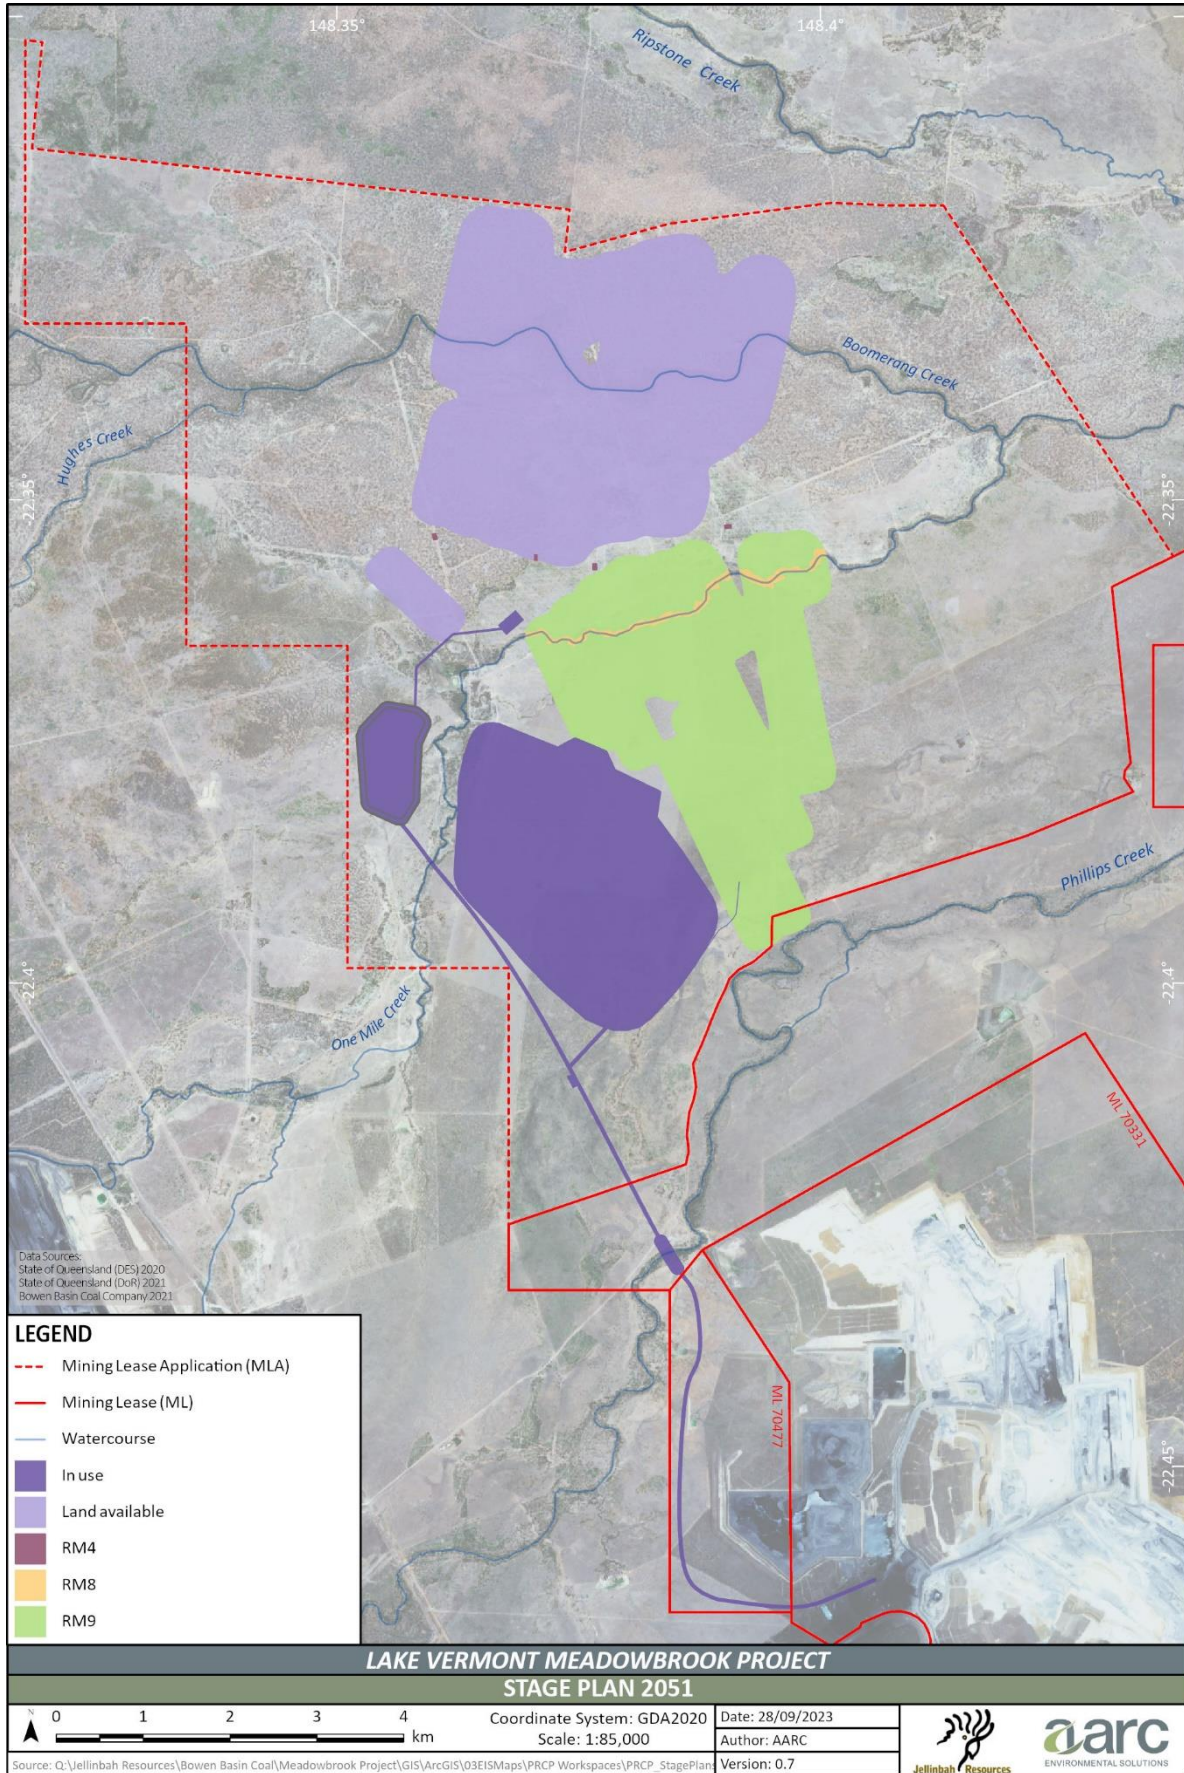 148.35°
148.4°
Ripstone Creek
Boomerang Creek
Hughes Creek
-22.35°
-22.35°
Phillips Creek
-22.4°
-22.4°
One Mile Creek
ML 70331
Data Sources:
State of Queensland (DES) 2020
State of Queensland (DoR) 2021
Bowen Basin Coal Company 2021
ML 70477
-22.45°
LEGEND
Mining Lease Application (MLA)
Mining Lease (ML)
Watercourse
In use
Land available
RM4
RM8
RM9
LAKE VERMONT MEADOWBROOK PROJECT
STAGE PLAN 2051
N
0 1 2 3 4
km
Coordinate System: GDA2020
Scale: 1:85,000
Date: 28/09/2023
Author: AARC
Version: 0.7
Source: Q:\Jellinbah Resources\Bowen Basin Coal\Meadowbrook Project\GIS\ArcGIS\03EISMaps\PRCP Workspaces\PRCP_StagePlan
Jellinbah Resources
aarc
ENVIRONMENTAL SOLUTIONS